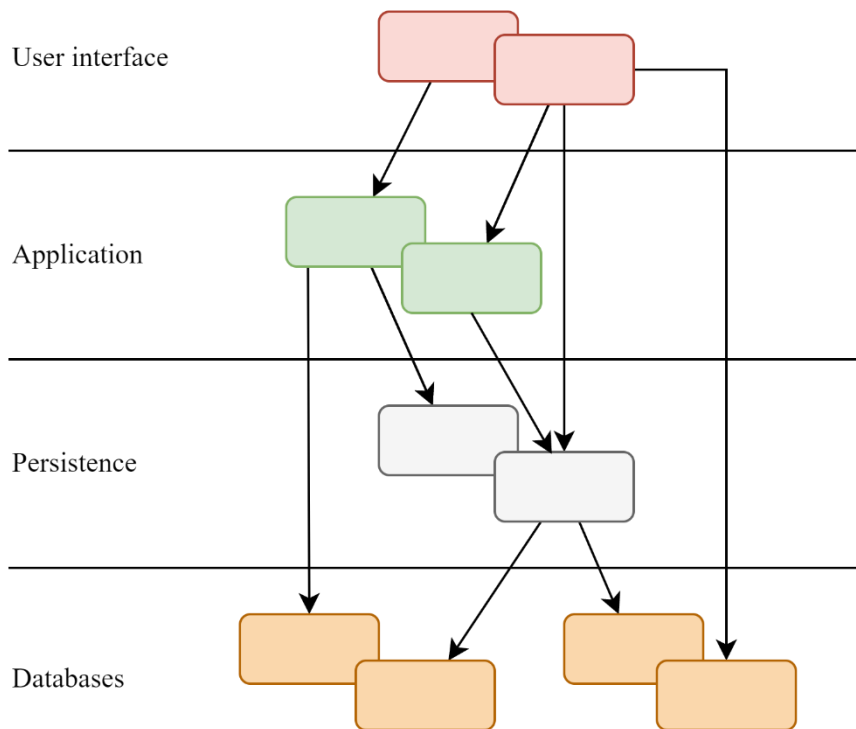 User interface
Application
Persistence
Databases